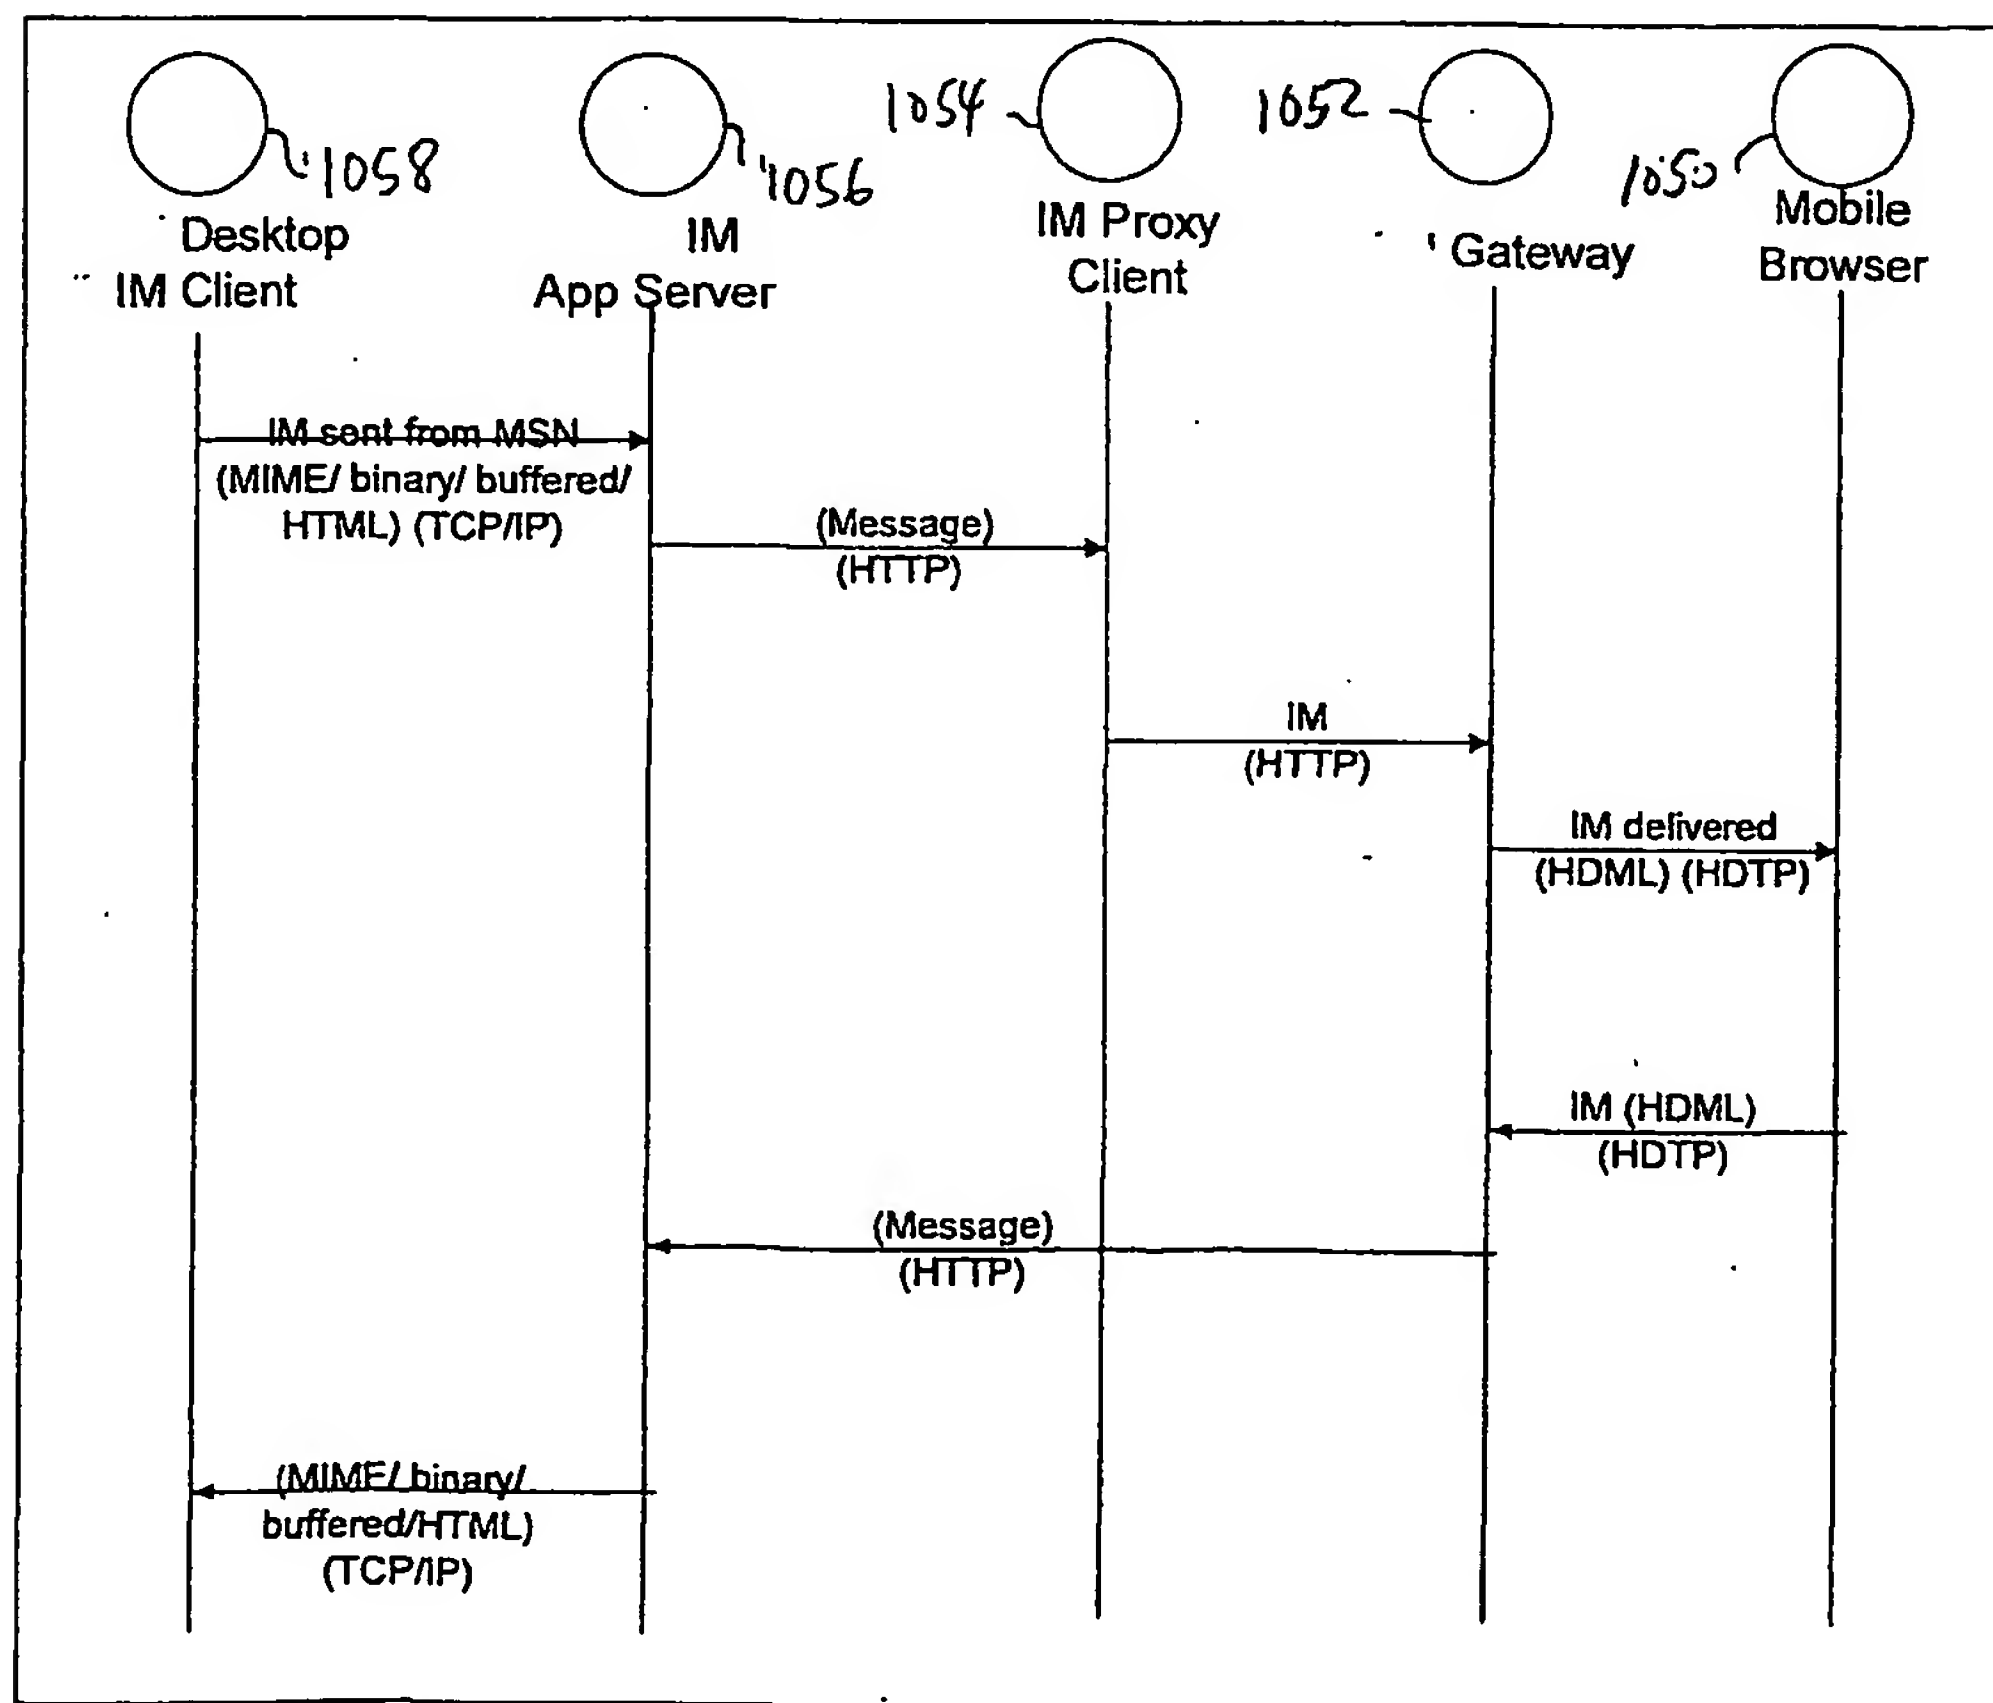 1058
1056
1054
1052
1050
Desktop
IM Client
IM
App Server
IM Proxy
Client
Gateway
Mobile
Browser
IM sent from MSN
(MIME/ binary/ buffered/
HTML) (TCP/IP)
(Message)
(HTTP)
IM
(HTTP)
IM delivered
(HDML) (HDTP)
IM (HDML)
(HDTP)
(Message)
(HTTP)
(MIME/ binary/
buffered/HTML)
(TCP/IP)